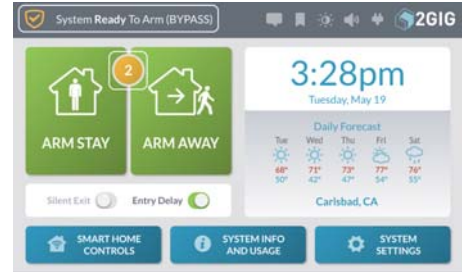 System Ready To Arm (BYPASS)
2GIG
2
ARM STAY
ARM AWAY
Silent Exit
Entry Delay
3:28pm
Tuesday, May 19
Daily Forecast
Tue Wed Thu Fri Sat
68° 71° 73° 77° 76°
50° 42° 47° 54° 55°
Carlsbad, CA
SMART HOME
CONTROLS
SYSTEM INFO
AND USAGE
SYSTEM
SETTINGS